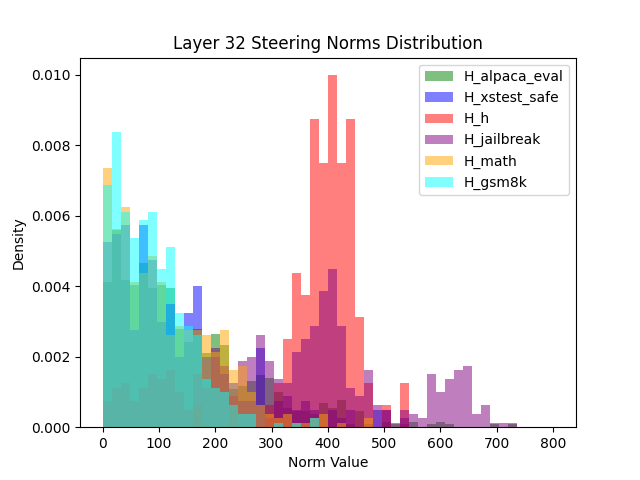 Layer 32 Steering Norms Distribution
0.010
0.008
0.006
0.004
0.002
0.000
Density
H_alpaca_eval
H_xstest_safe
H_h
H_jailbreak
H_math
H_gsm8k
0 100 200 300 400 500 600 700 800
Norm Value